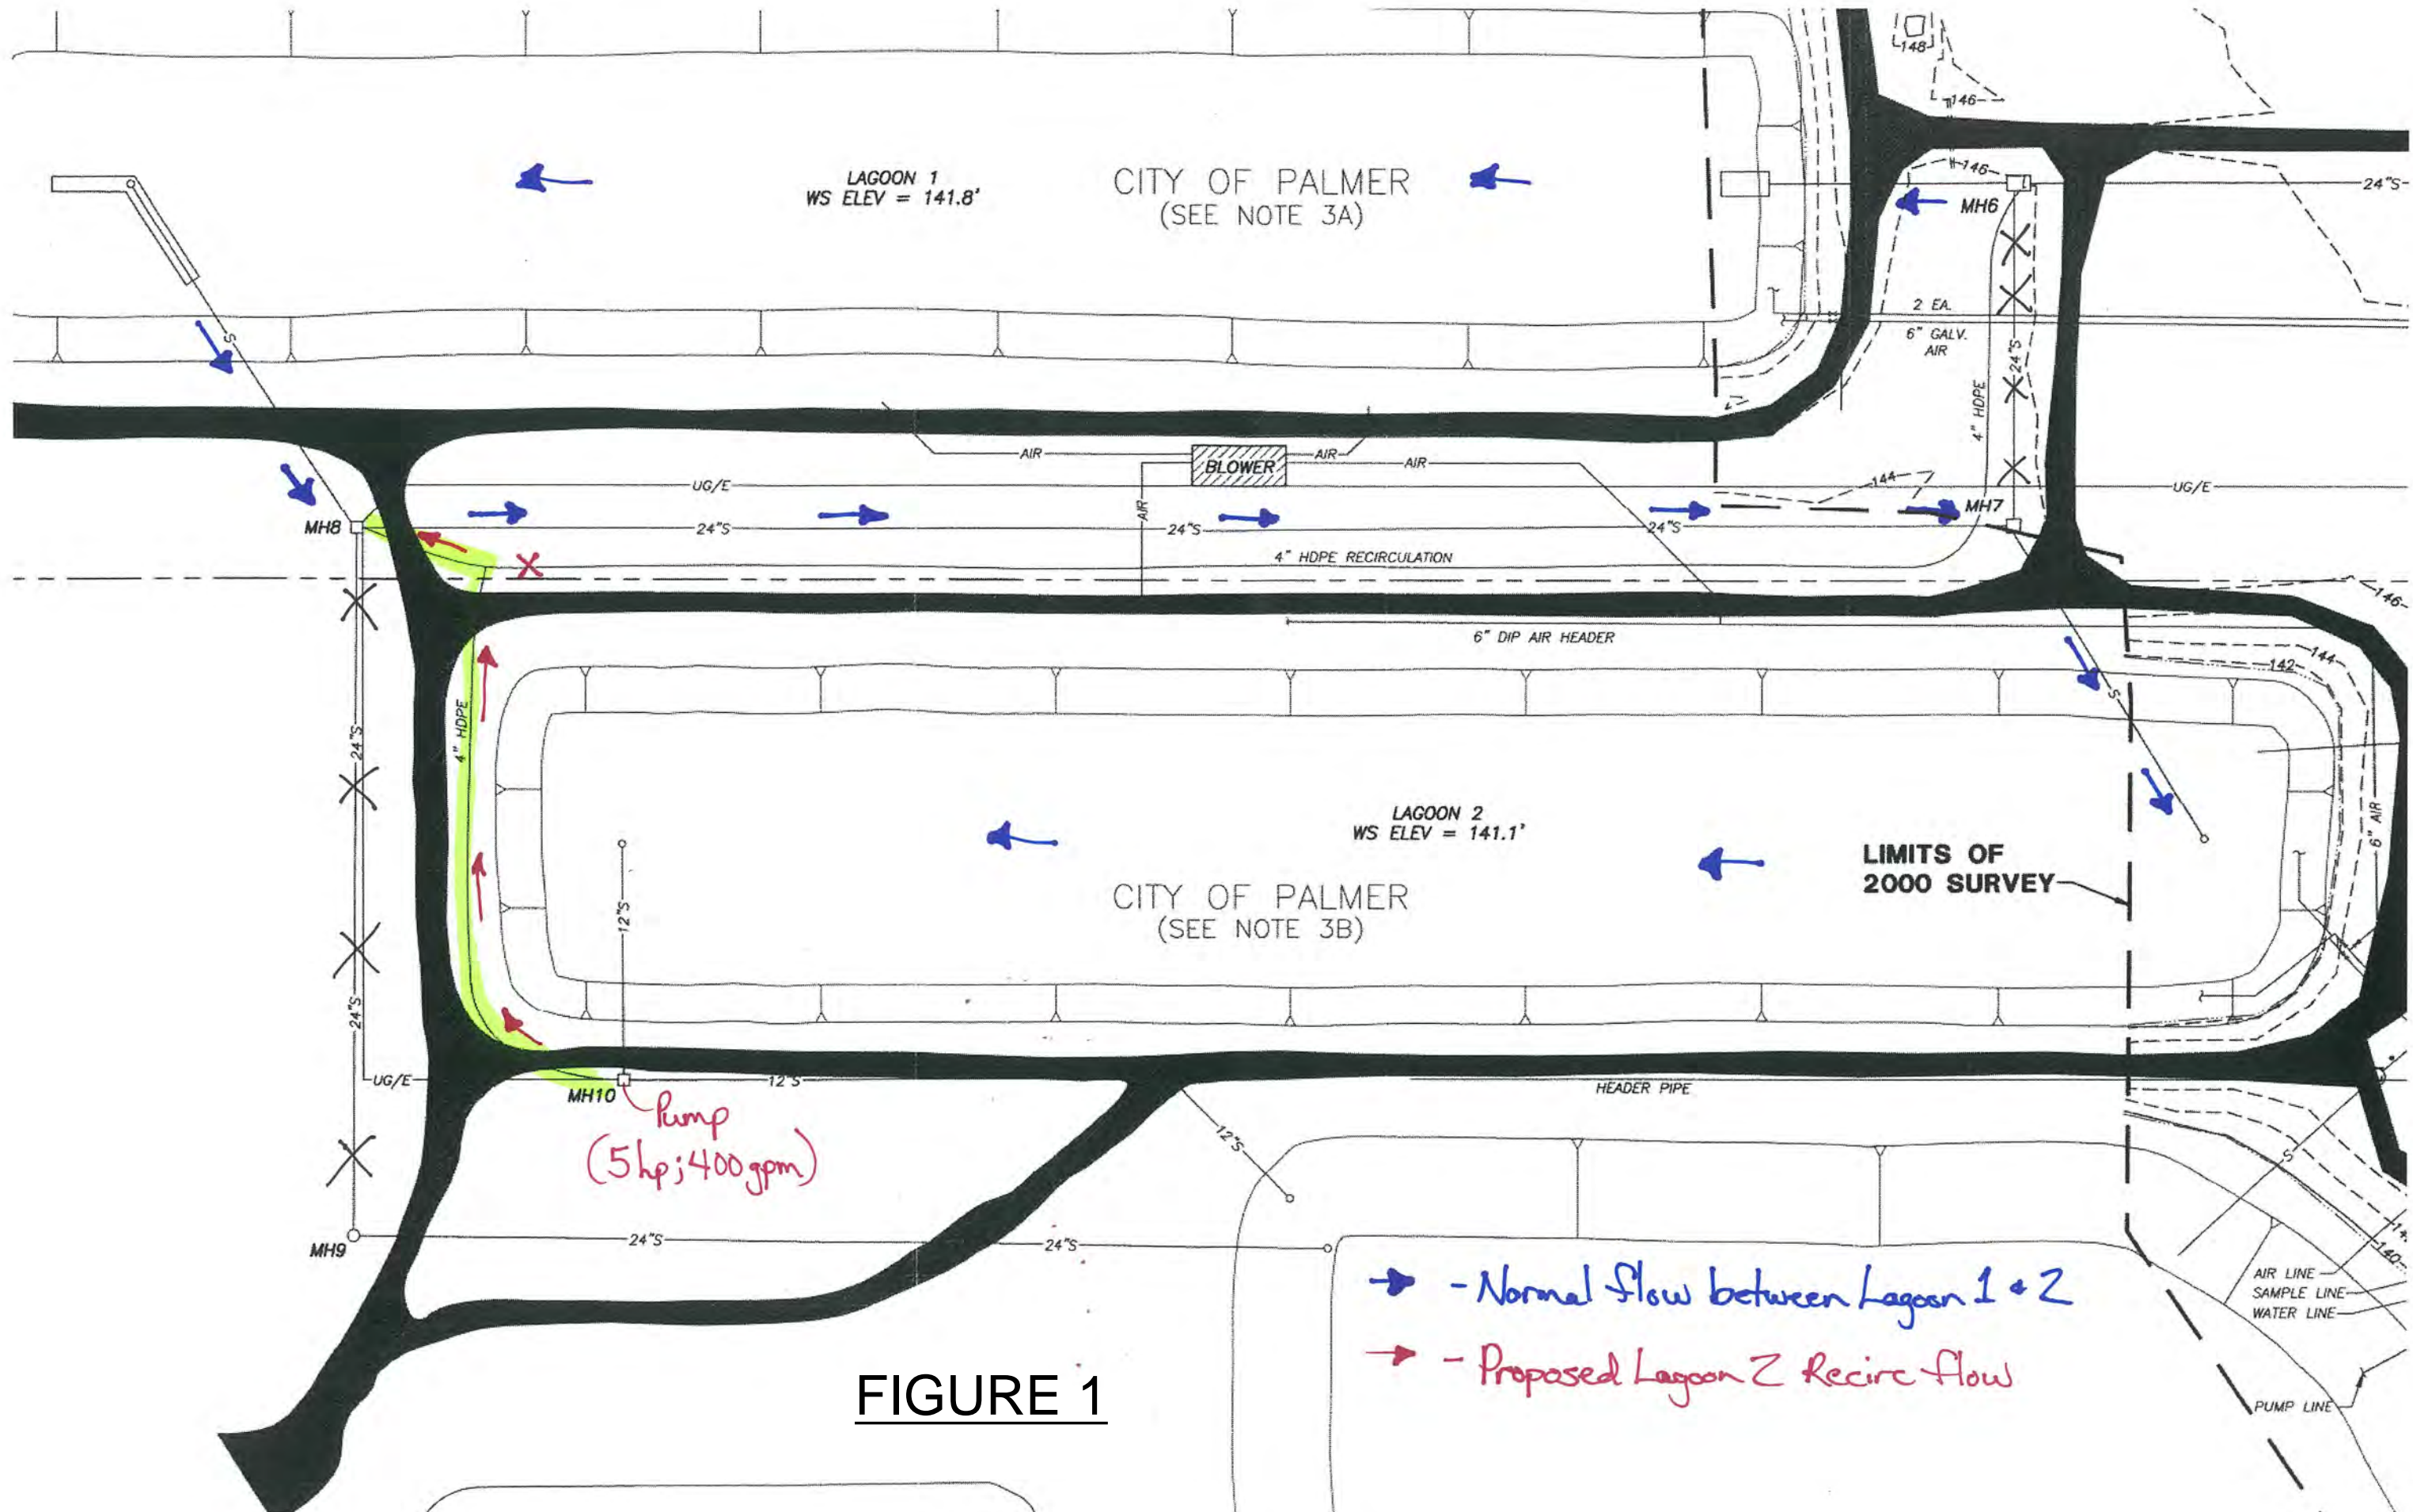 148
146
LAGOON 1
WS ELEV = 141.8'
CITY OF PALMER
(SEE NOTE 3A)
146
24"S
MH6
S
2 EA.
6" GALV.
AIR
24"S
4" HDPE
AIR
BLOWER
AIR
AIR
UG/E
144
UG/E
AIR
MH7
MH8
24"S
24"S
24"S
4" HDPE RECIRCULATION
146
6" DIP AIR HEADER
144
142
S
4" HDPE
24"S
LAGOON 2
WS ELEV = 141.1'
6" AIR
LIMITS OF
2000 SURVEY
CITY OF PALMER
(SEE NOTE 3B)
12"S
24"S
UG/E
12"S
MH10
HEADER PIPE
Pump
(5hp; 400gpm)
12"S
S
MH9
24"S
24"S
140
AIR LINE
SAMPLE LINE
WATER LINE
- Normal flow between Lagoon 1 & 2
- Proposed Lagoon 2 Recirc flow
PUMP LINE
FIGURE 1